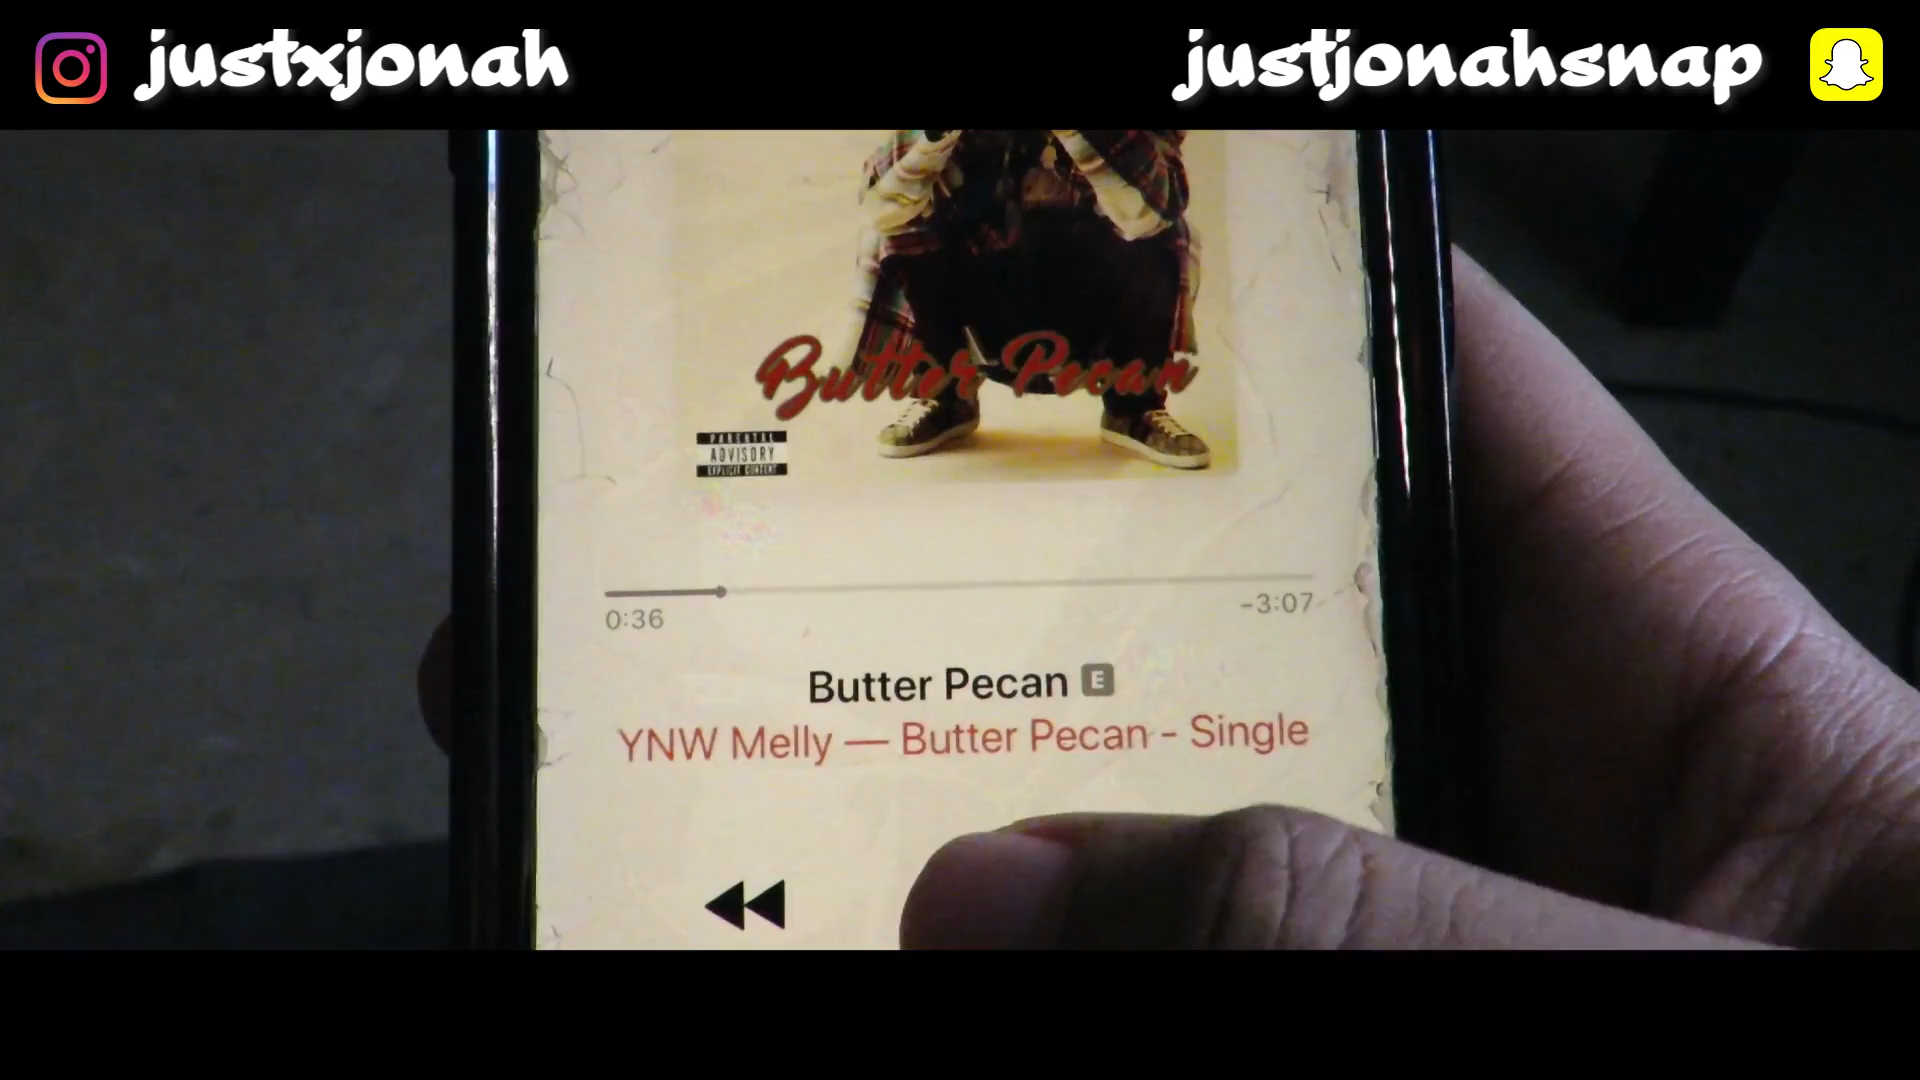 justxjonah
justjonahsnap
Butter Pecan
PARENTAL
ADVISORY
EXPLICIT CONTENT
0:36
-3:07
Butter Pecan E
YNW Melly — Butter Pecan - Single